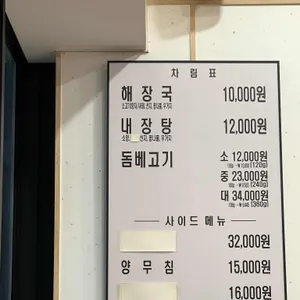 차 림 표
해 장 국 10,000원
내 장 탕 12,000원
돔베고기 소 12,000원
(120g)
중 23,000원
(240g)
대 34,000원
(360g)
사 이 드 메 뉴
32,000원
양 무 침 15,000원
16,000원